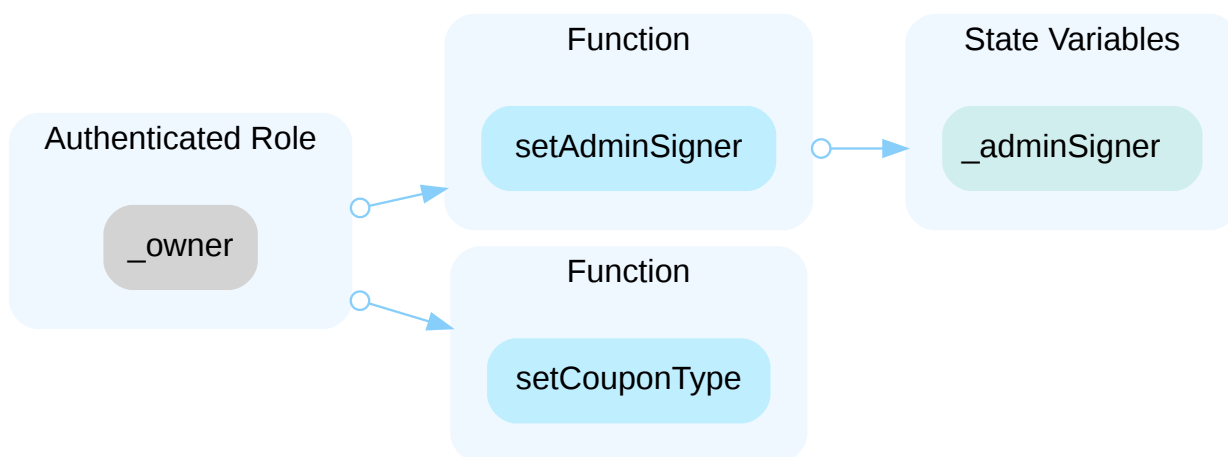 Authenticated Role
_owner
Function
setAdminSigner
State Variables
_adminSigner
Function
setCouponType